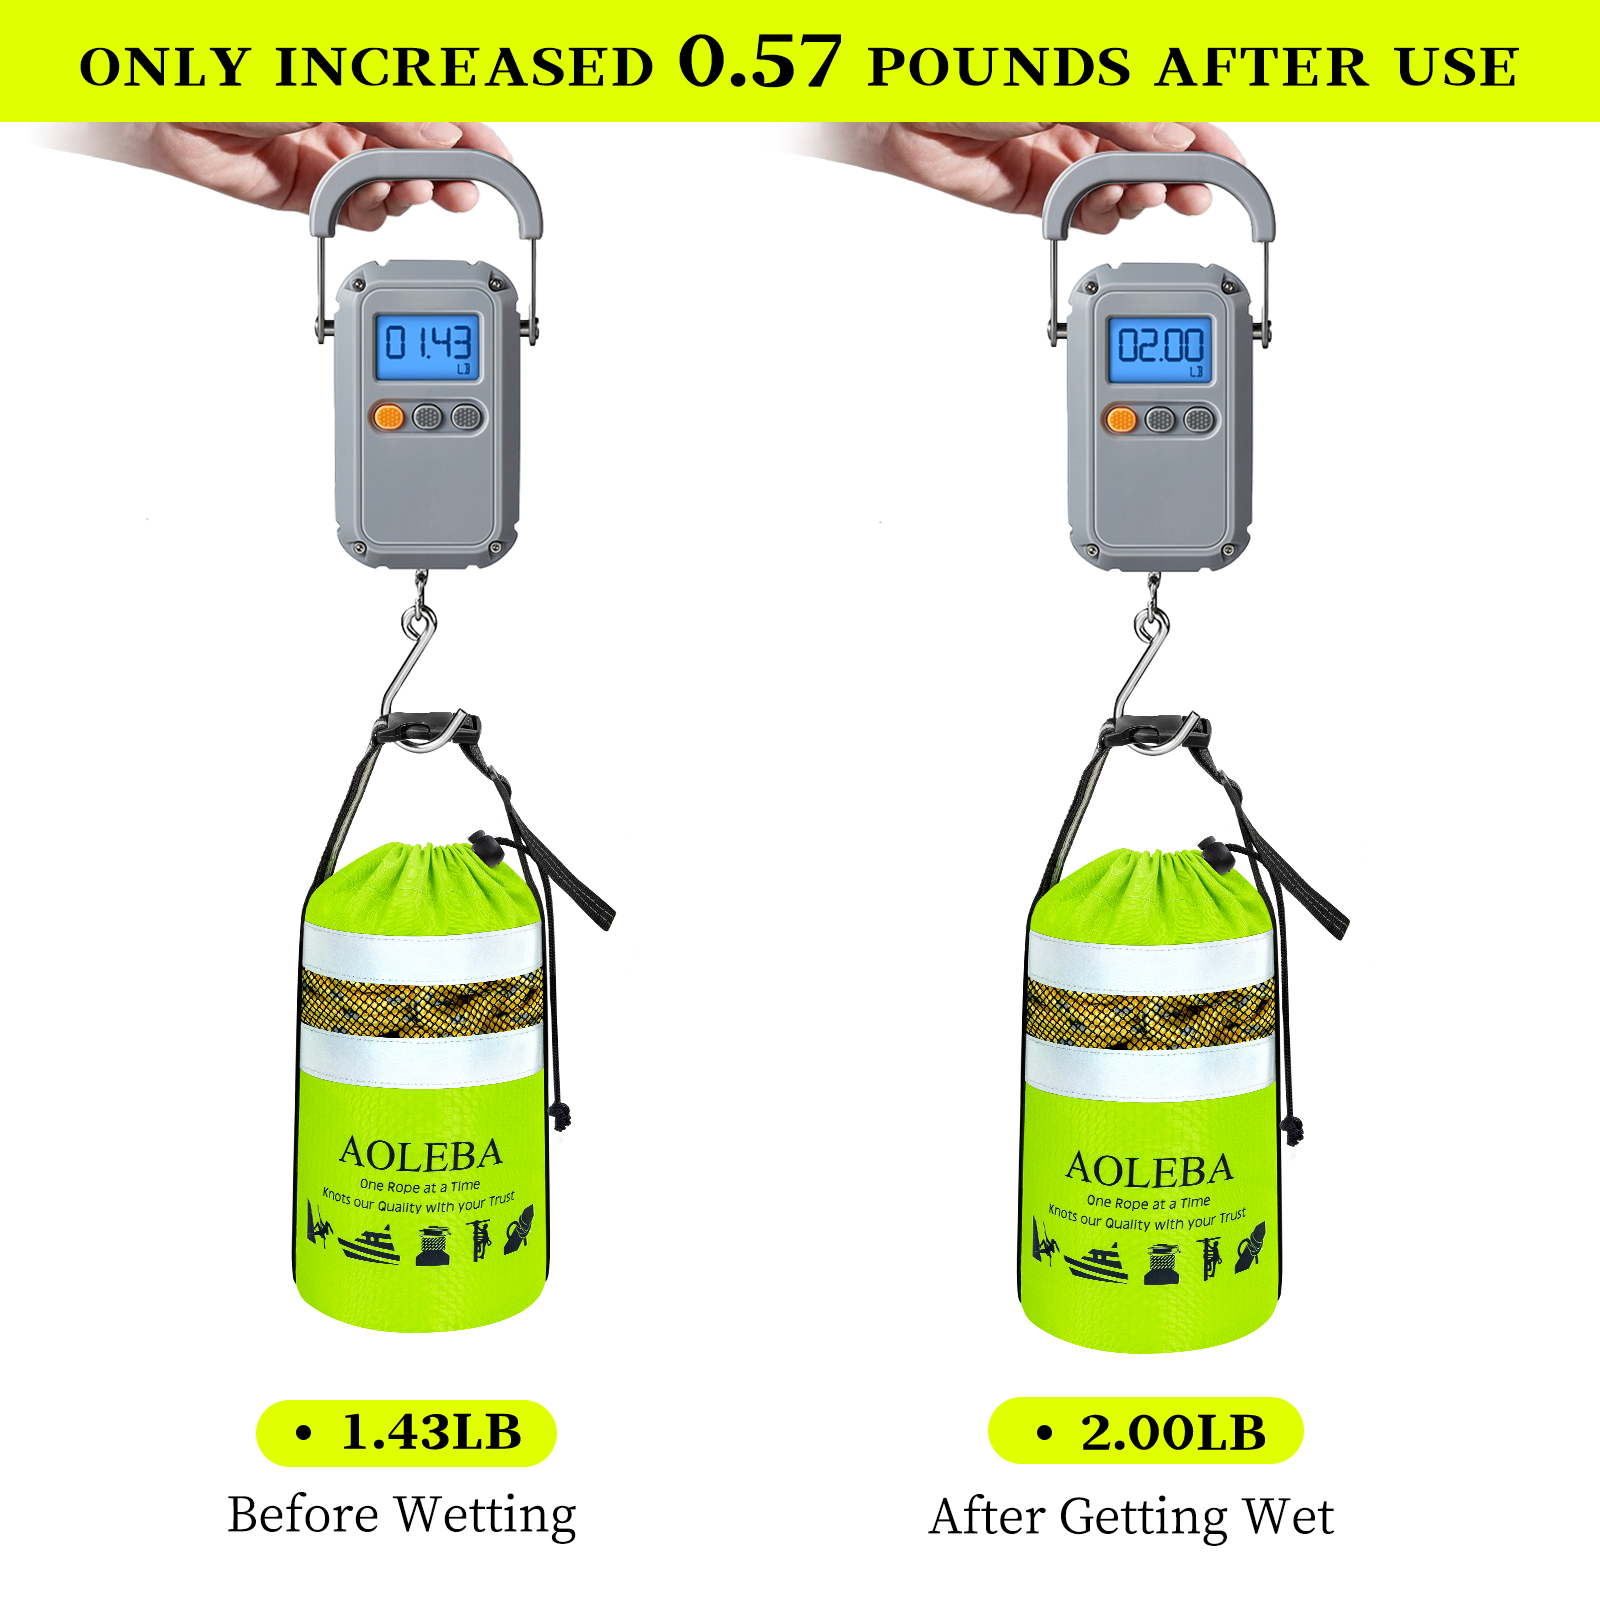 ONLY INCREASED 0.57 POUNDS AFTER USE
01.43
LB
02.00
LB
AOLEBA
One Rope at a Time
Knots our Quality with your Trust
AOLEBA
One Rope at a Time
Knots our Quality with your Trust
• 1.43LB
• 2.00LB
Before Wetting
After Getting Wet